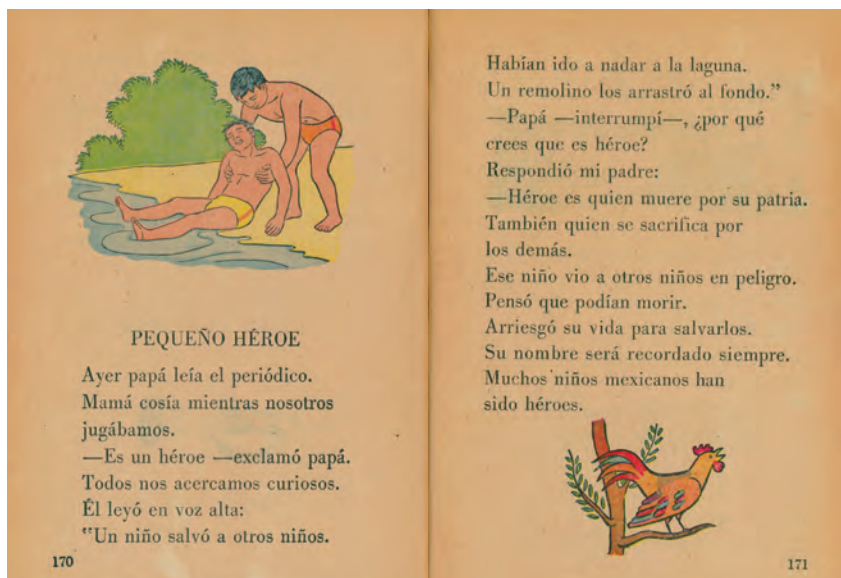 PEQUEÑO HÉROE
Ayer papá leía el periódico.
Mamá cosía mientras nosotros
jugábamos.
—Es un héroe —exclamó papá.
Todos nos acercamos curiosos.
Él leyó en voz alta:
“Un niño salvó a otros niños.
170
Habían ido a nadar a la laguna.
Un remolino los arrastró al fondo.”
—Papá —interrumpí—, ¿por qué
crees que es héroe?
Respondió mi padre:
—Héroe es quien muere por su patria.
También quien se sacrifica por
los demás.
Ese niño vio a otros niños en peligro.
Pensó que podían morir.
Arriesgó su vida para salvarlos.
Su nombre será recordado siempre.
Muchos niños mexicanos han
sido héroes.
171